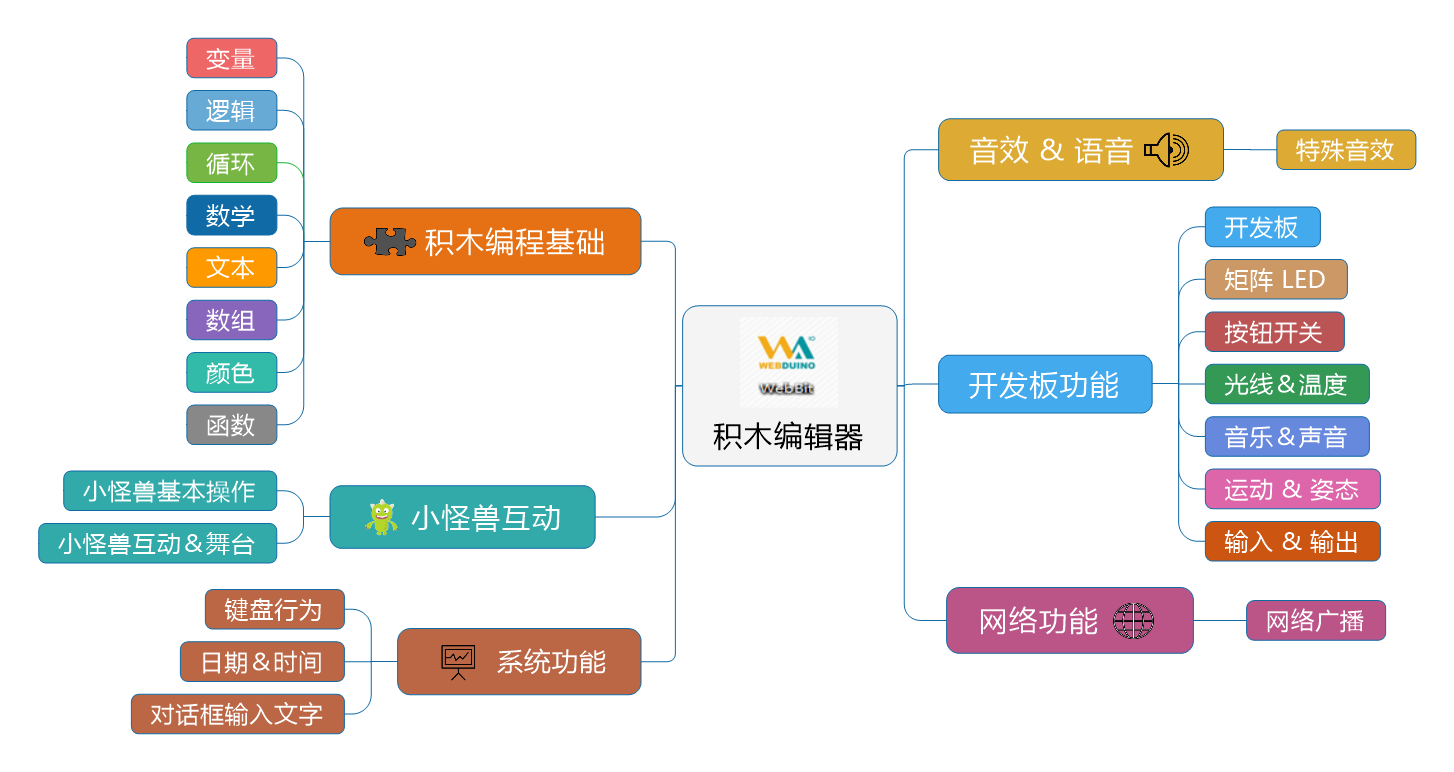 WEBDUINO
Web:Bit
积木编辑器
积木编程基础
变量
逻辑
循环
数学
文本
数组
颜色
函数
小怪兽互动
小怪兽基本操作
小怪兽互动＆舞台
系统功能
键盘行为
日期＆时间
对话框输入文字
音效 & 语音
特殊音效
开发板功能
开发板
矩阵 LED
按钮开关
光线＆温度
音乐＆声音
运动 & 姿态
输入 & 输出
网络功能
网络广播